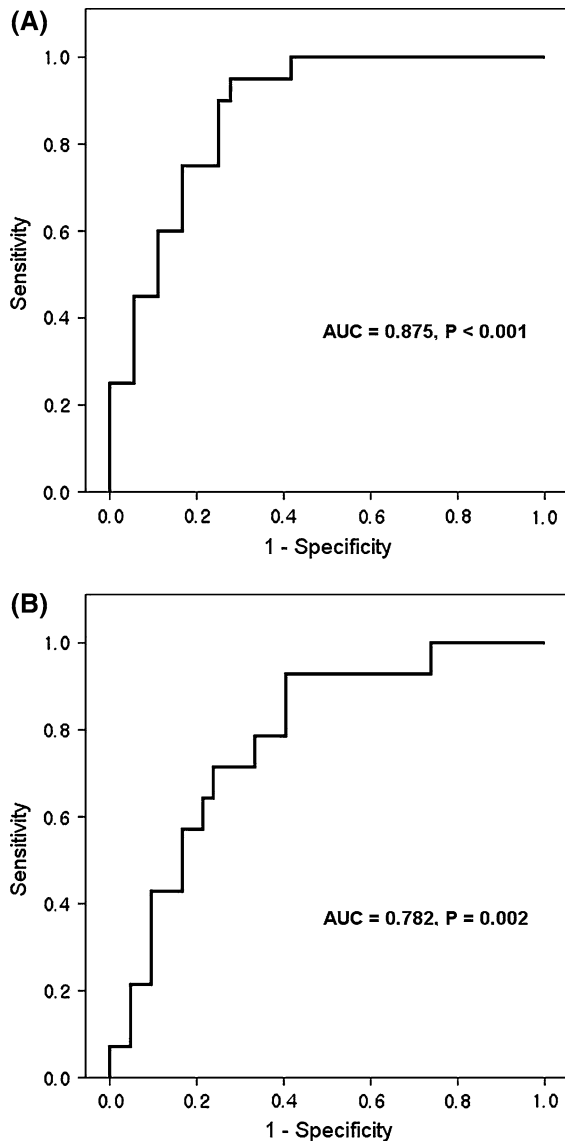 (A)
1.0
0.8
0.6
0.4
0.2
0.0
Sensitivity
AUC = 0.875, P < 0.001
0.0 0.2 0.4 0.6 0.8 1.0
1 - Specificity
(B)
1.0
0.8
0.6
0.4
0.2
0.0
Sensitivity
AUC = 0.782, P = 0.002
0.0 0.2 0.4 0.6 0.8 1.0
1 - Specificity